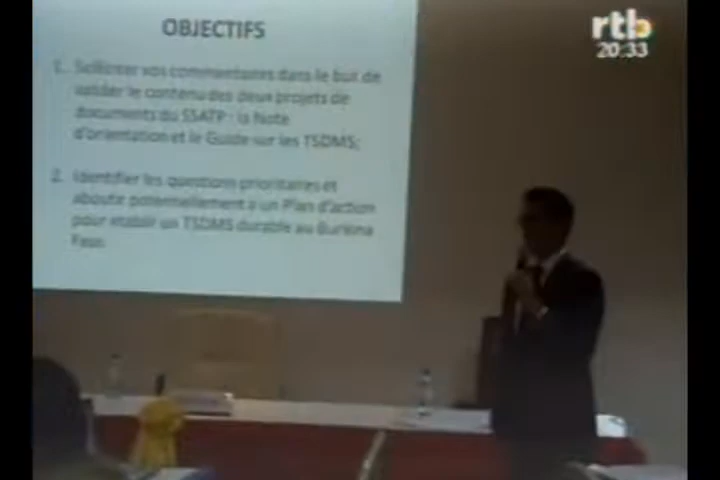 OBJECTIFS
1. Solliciter vos commentaires dans le but de
valider le contenu des deux projets de
documents du SSATP : la Note
d'orientation et le Guide sur les TSDMS;
2. Identifier les questions prioritaires et
aboutir potentiellement a un Plan d'action
pour etablir un TSDMS durable au Burkina
Faso
rtb
20:33